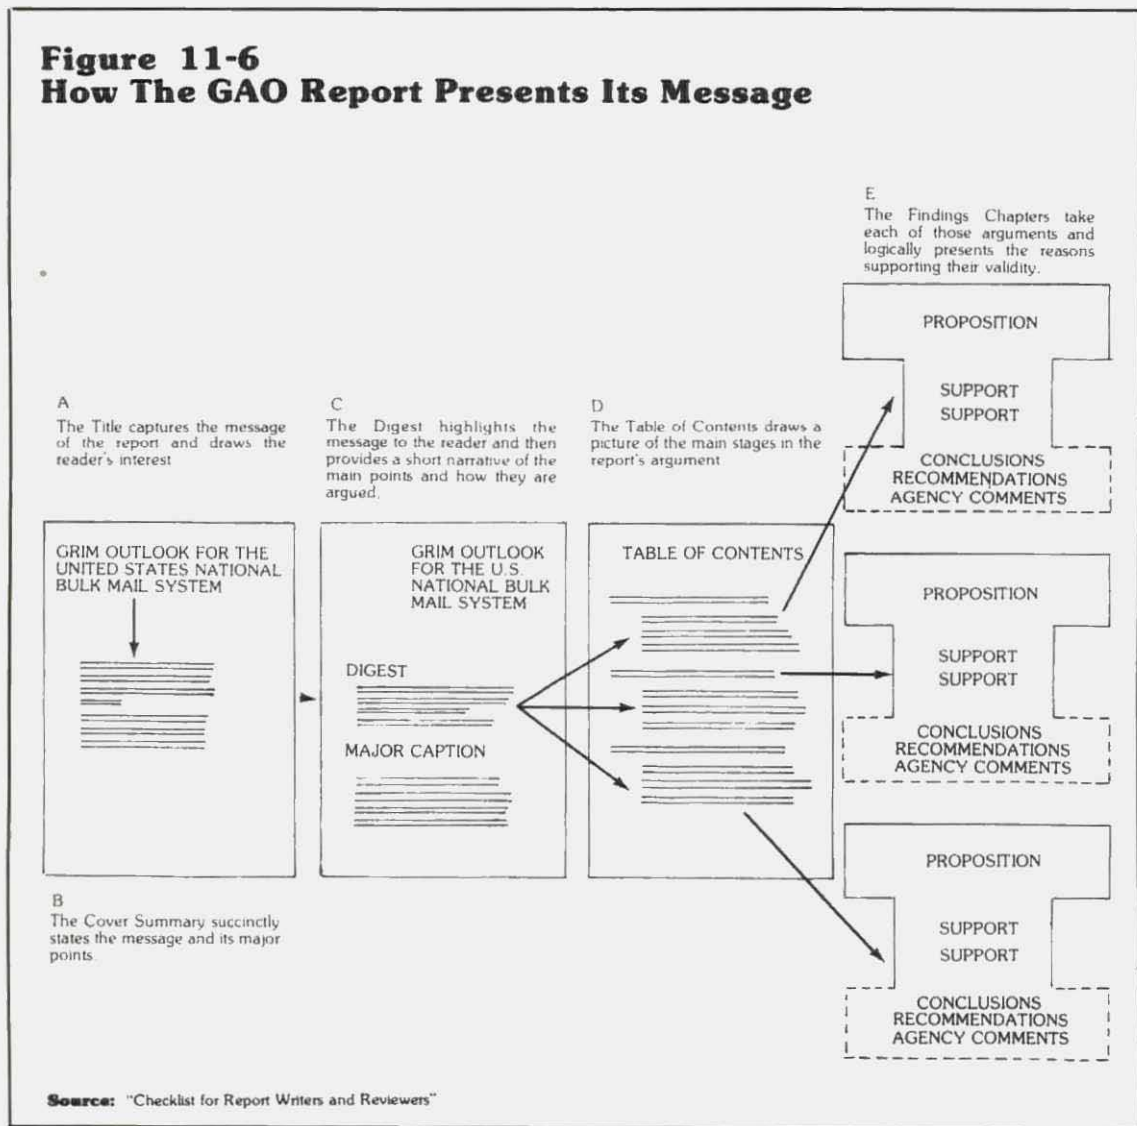 Figure 11-6
How The GAO Report Presents Its Message
A
The Title captures the message
of the report and draws the
reader's interest
GRIM OUTLOOK FOR THE
UNITED STATES NATIONAL
BULK MAIL SYSTEM
B
The Cover Summary succinctly
states the message and its major
points.
C
The Digest highlights the
message to the reader and then
provides a short narrative of the
main points and how they are
argued.
GRIM OUTLOOK
FOR THE U.S.
NATIONAL BULK
MAIL SYSTEM
DIGEST
MAJOR CAPTION
D
The Table of Contents draws a
picture of the main stages in the
report's argument
TABLE OF CONTENTS
E
The Findings Chapters take
each of those arguments and
logically presents the reasons
supporting their validity.
PROPOSITION
SUPPORT
SUPPORT
CONCLUSIONS
RECOMMENDATIONS
AGENCY COMMENTS
PROPOSITION
SUPPORT
SUPPORT
CONCLUSIONS
RECOMMENDATIONS
AGENCY COMMENTS
PROPOSITION
SUPPORT
SUPPORT
CONCLUSIONS
RECOMMENDATIONS
AGENCY COMMENTS
Source: "Checklist for Report Writers and Reviewers"